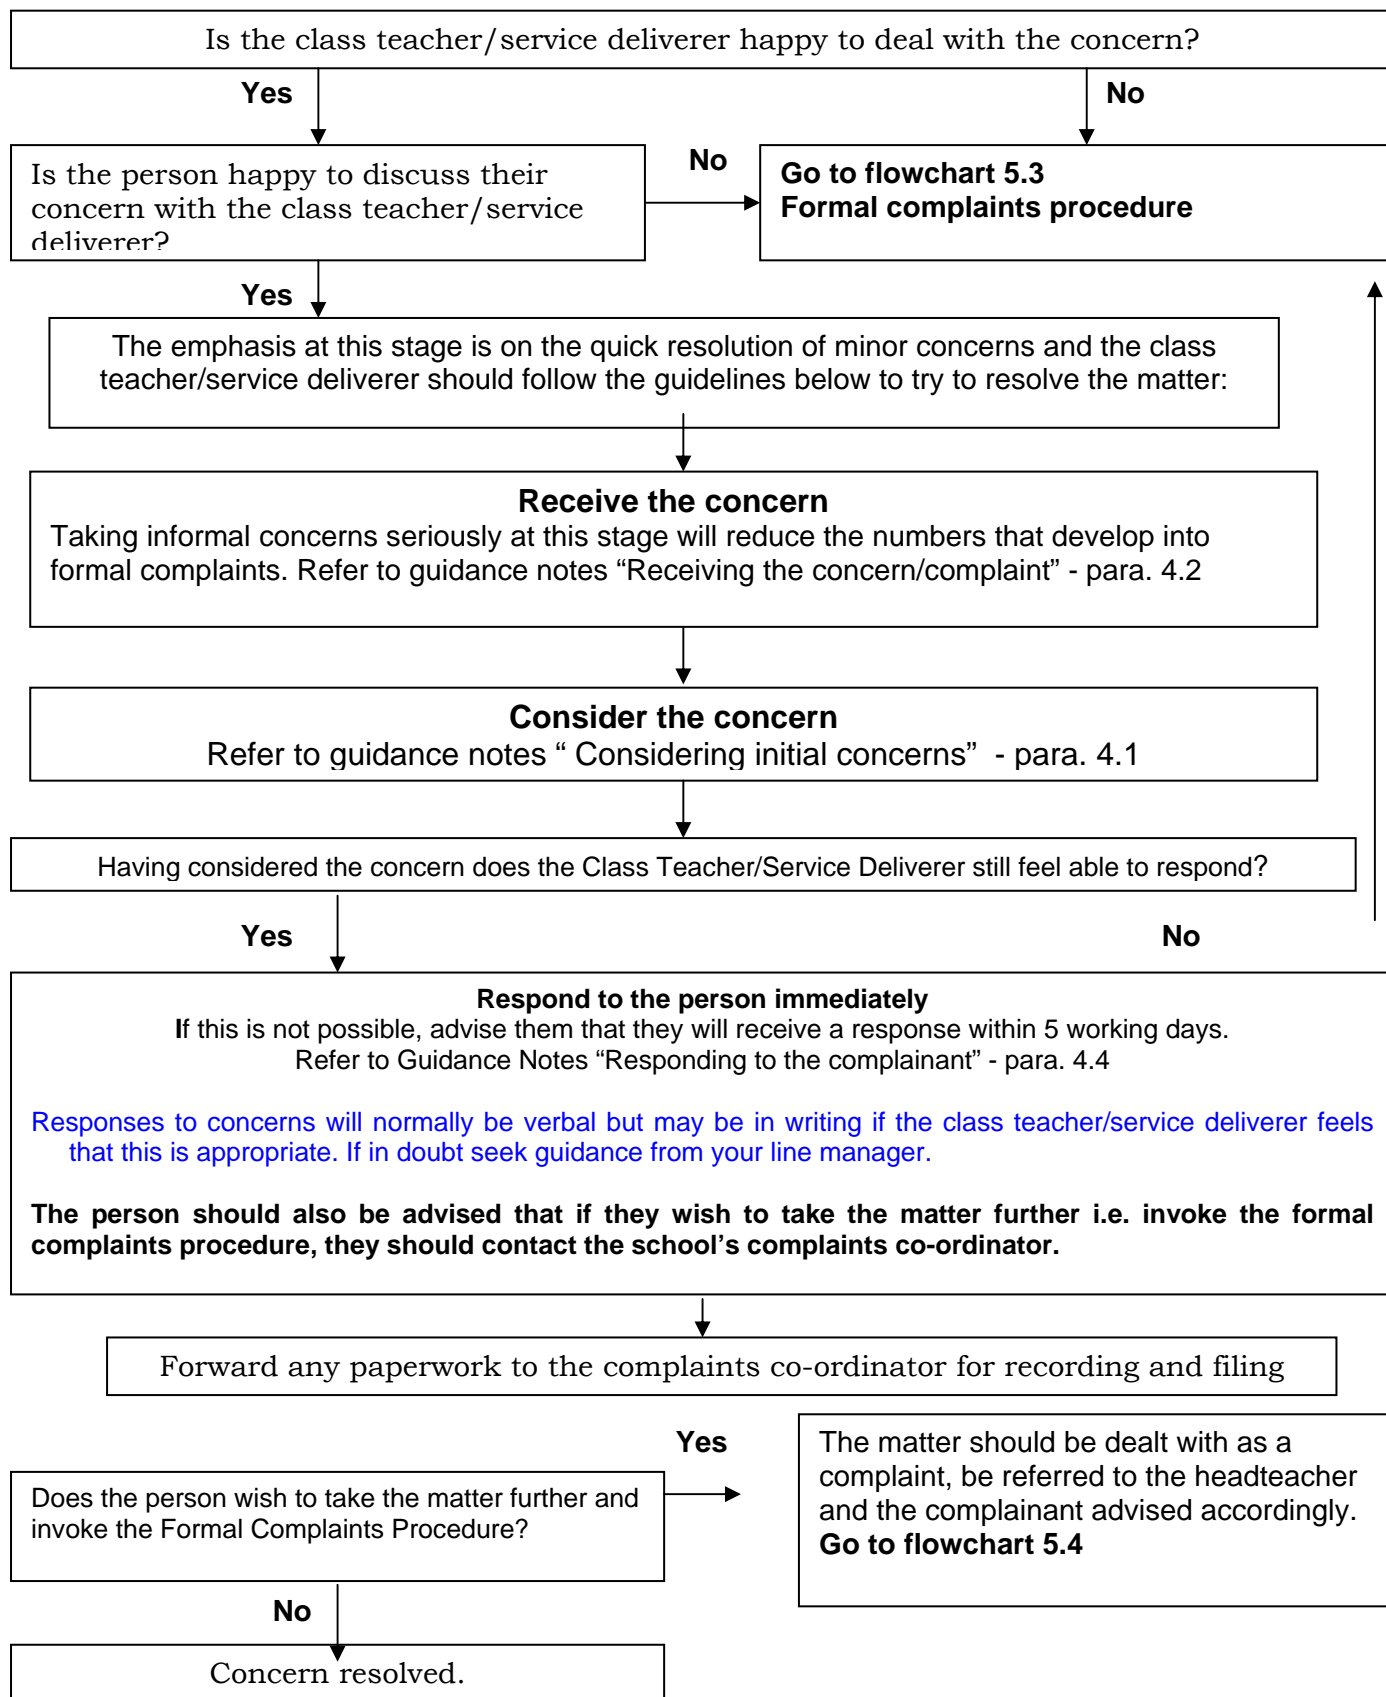 Is the class teacher/service deliverer happy to deal with the concern?
Yes
No
Is the person happy to discuss their
concern with the class teacher/service
deliverer?
No
Go to flowchart 5.3
Formal complaints procedure
Yes
The emphasis at this stage is on the quick resolution of minor concerns and the class
teacher/service deliverer should follow the guidelines below to try to resolve the matter:
Receive the concern
Taking informal concerns seriously at this stage will reduce the numbers that develop into
formal complaints. Refer to guidance notes “Receiving the concern/complaint” - para. 4.2
Consider the concern
Refer to guidance notes “ Considering initial concerns”  - para. 4.1
Having considered the concern does the Class Teacher/Service Deliverer still feel able to respond?
Yes
No
Respond to the person immediately
If this is not possible, advise them that they will receive a response within 5 working days.
Refer to Guidance Notes “Responding to the complainant” - para. 4.4
Responses to concerns will normally be verbal but may be in writing if the class teacher/service deliverer feels
that this is appropriate. If in doubt seek guidance from your line manager.
The person should also be advised that if they wish to take the matter further i.e. invoke the formal
complaints procedure, they should contact the school’s complaints co-ordinator.
Forward any paperwork to the complaints co-ordinator for recording and filing
Does the person wish to take the matter further and
invoke the Formal Complaints Procedure?
Yes
The matter should be dealt with as a
complaint, be referred to the headteacher
and the complainant advised accordingly.
Go to flowchart 5.4
No
Concern resolved.